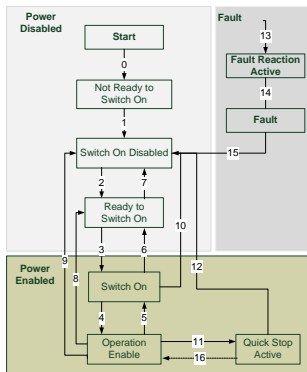 Power
Disabled
Fault
Start
13
0
Fault Reaction
Active
Not Ready to
Switch On
14
1
Fault
Switch On Disabled
15
2
7
Ready to
Switch On
10
3
6
9
8
12
Power
Enabled
Switch On
4
5
11
Operation
Enable
16
Quick Stop
Active